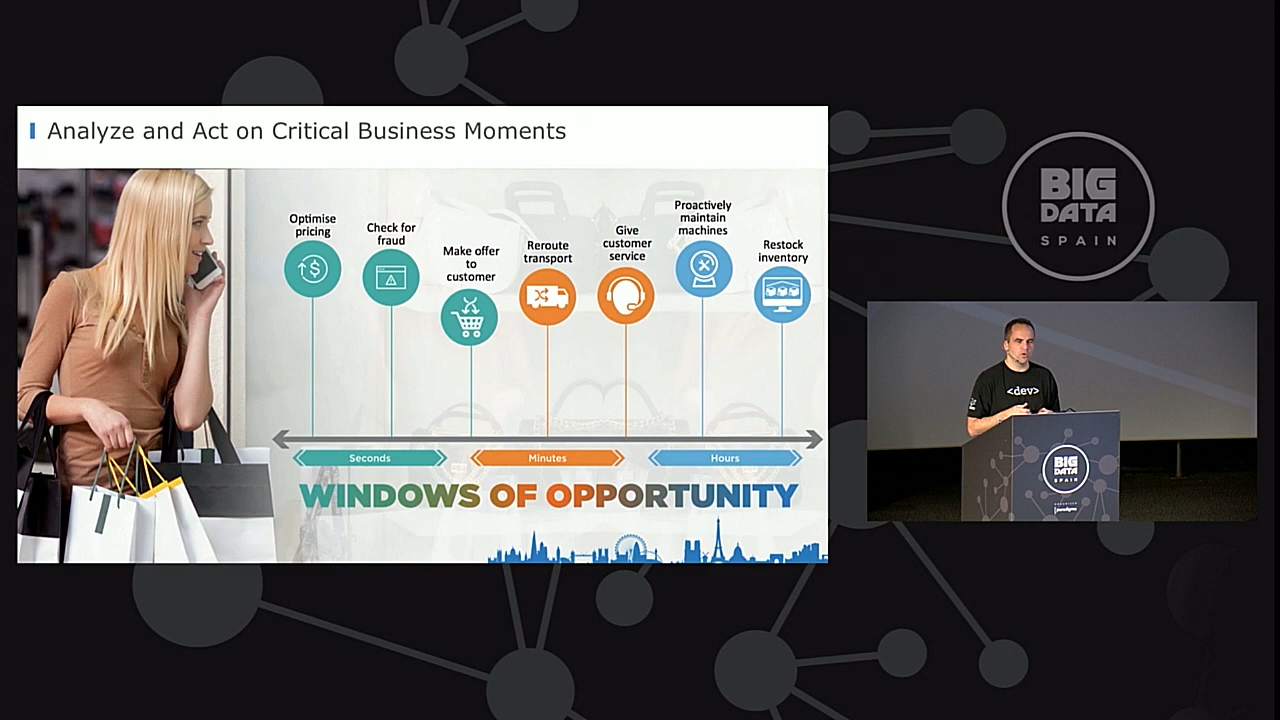 Analyze and Act on Critical Business Moments
Optimise
pricing
Check for
fraud
Make offer
to
customer
Reroute
transport
Give
customer
service
Proactively
maintain
machines
Restock
inventory
Seconds
Minutes
Hours
WINDOWS OF OPPORTUNITY
BIG
DATA
SPAIN
<dev>
BIG
DATA
SPAIN
paradigma